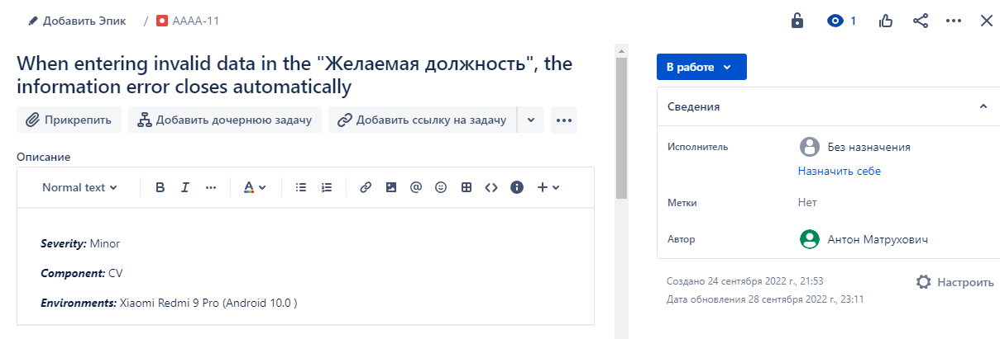 Добавить Эпик / AAAA-11
1
When entering invalid data in the "Желаемая должность", the
information error closes automatically
Прикрепить Добавить дочернюю задачу Добавить ссылку на задачу
Описание
Normal text B I A
Severity: Minor
Component: CV
Environments: Xiaomi Redmi 9 Pro (Android 10.0 )
В работе
Сведения
Исполнитель Без назначения
Назначить себе
Метки Нет
Автор Антон Матрухович
Создано 24 сентября 2022 г., 21:53
Дата обновления 28 сентября 2022 г., 23:11
Настроить